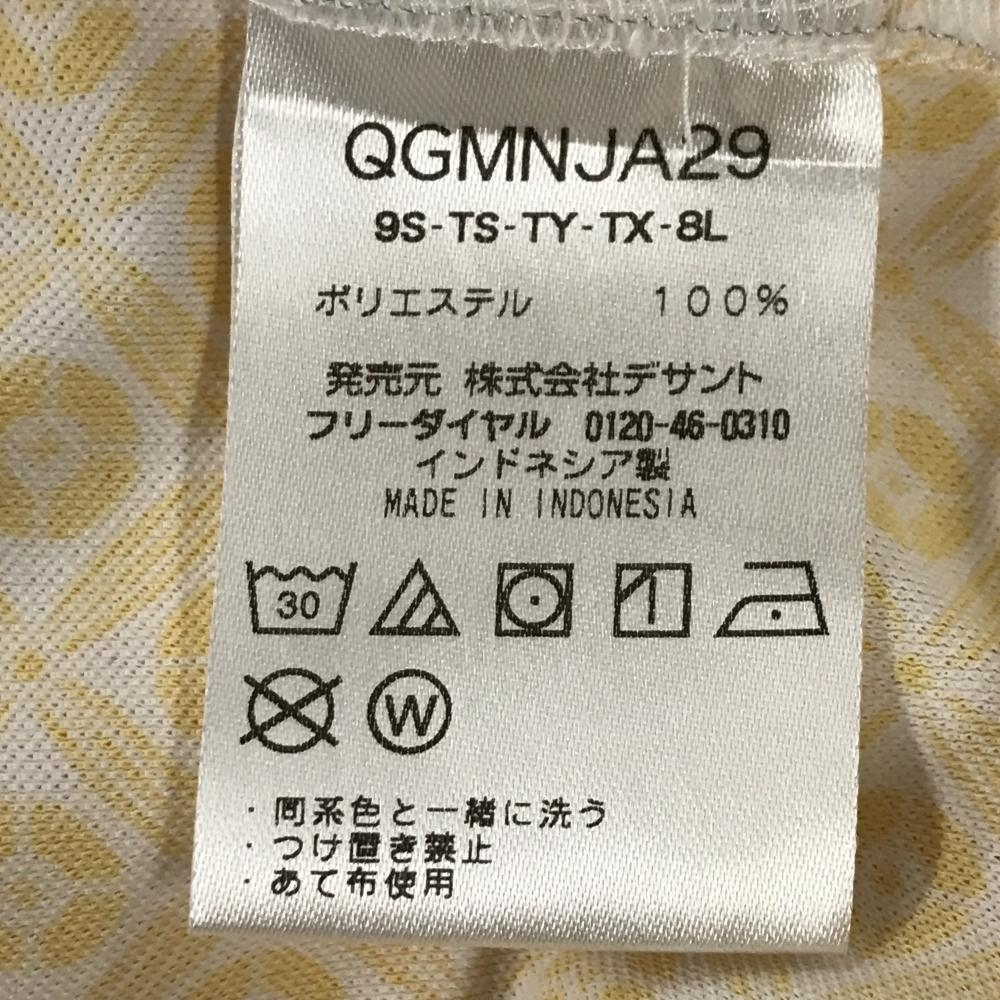 QGMNJA29
9S-TS-TY-TX-8L
ポリエステル　100%
発売元 株式会社デサント
フリーダイヤル 0120-46-0310
インドネシア製
MADE IN INDONESIA
30
W
・同系色と一緒に洗う
・つけ置き禁止
・あて布使用